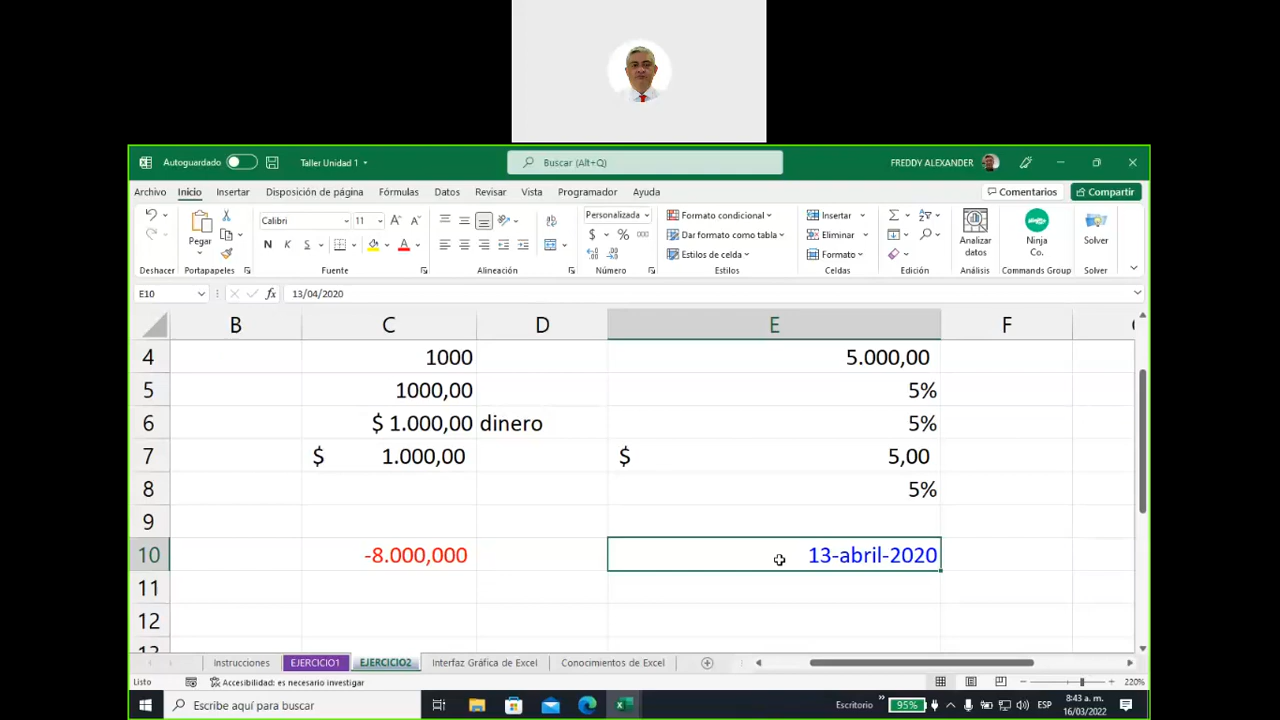 Autoguardado
Taller Unidad 1
Buscar (Alt+Q)
FREDDY ALEXANDER
Archivo Inicio Insertar Disposición de página Fórmulas Datos Revisar Vista Programador Ayuda
Comentarios Compartir
Pegar
Calibri 11
N K S
A A
Personalizada
$ % 000
Formato condicional
Dar formato como tabla
Estilos de celda
Insertar
Eliminar
Formato
Analizar datos
Ninja Co.
Solver
Deshacer Portapapeles Fuente Alineación Número Estilos Celdas Edición Análisis Commands Group Solver
E10 fx 13/04/2020
B C D E F
4 1000 5.000,00
5 1000,00 5%
6 $ 1.000,00 dinero 5%
7 $ 1.000,00 $ 5,00
8 5%
9
10 -8.000,000 13-abril-2020
11
12
13
Instrucciones EJERCICIO1 EJERCICIO2 Interfaz Gráfica de Excel Conocimientos de Excel
Listo Accesibilidad: es necesario investigar 220%
Escribe aquí para buscar
Escritorio 95% ESP 8:43 a. m.
16/03/2022